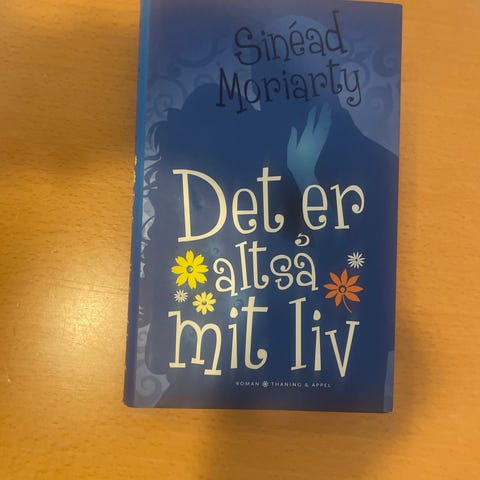 Sinéad
Moriarty
Det er
altså
mit liv
ROMAN THANING & APPEL